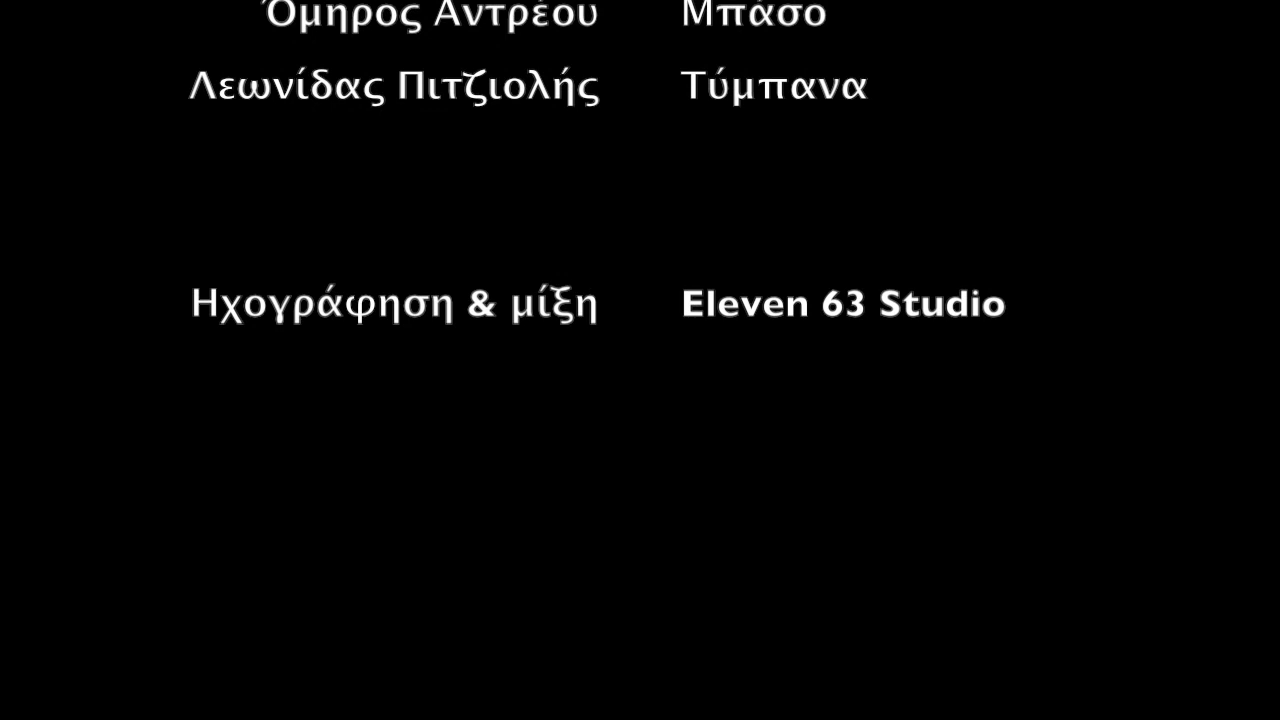 Όμηρος Αντρέου Μπάσο
Λεωνίδας Πιτζιολής Τύμπανα
Ηχογράφηση & μίξη Eleven 63 Studio